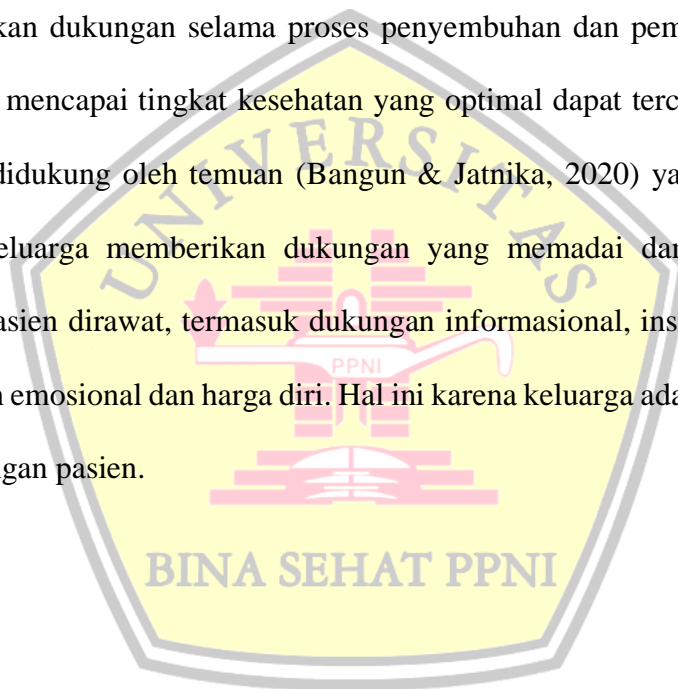 kan dukungan selama proses penyembuhan dan pem
mencapai tingkat kesehatan yang optimal dapat terc
didukung oleh temuan (Bangun & Jatnika, 2020) ya
eluarga memberikan dukungan yang memadai dan
asien dirawat, termasuk dukungan informasional, ins
emosional dan harga diri. Hal ini karena keluarga ada
ngan pasien.
UNIVERSITAS
PPNI
BINA SEHAT PPNI